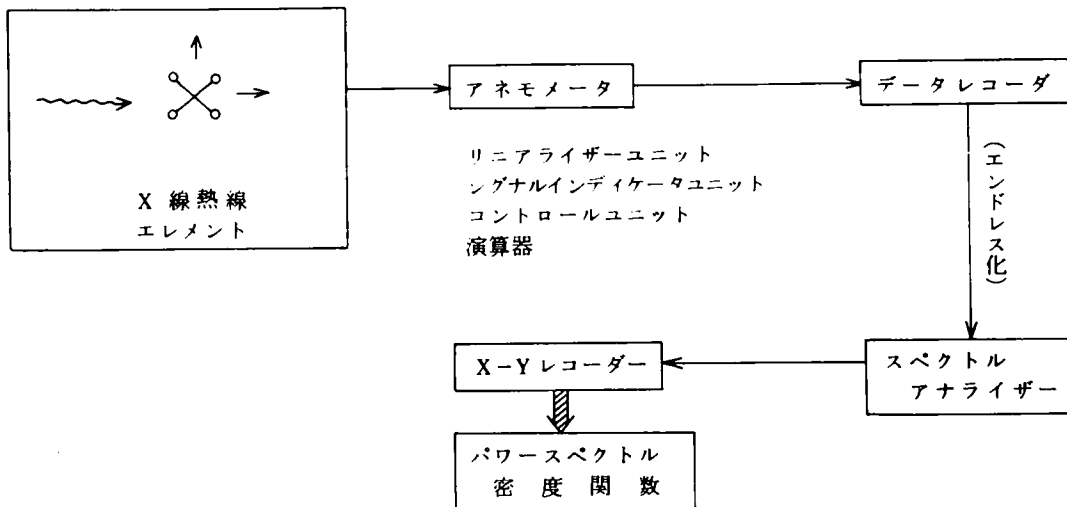 X 線熱線
エレメント
アネモメータ
リニアライザーユニット
シグナルインディケータユニット
コントロールユニット
演算器
データレコーダ
(エンドレス化)
スペクトル
アナライザー
X-Yレコーダー
パワースペクトル
密度関数